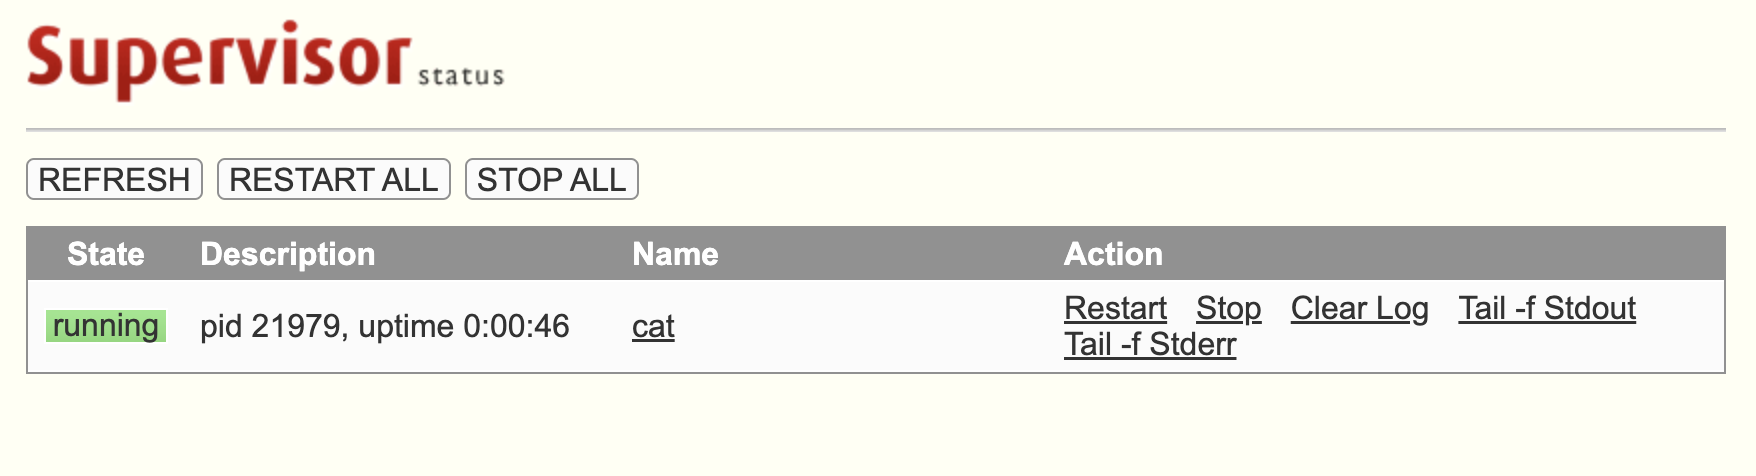 Supervisor status
REFRESH RESTART ALL STOP ALL
State Description Name Action
running pid 21979, uptime 0:00:46 cat Restart Stop Clear Log Tail -f Stdout
Tail -f Stderr